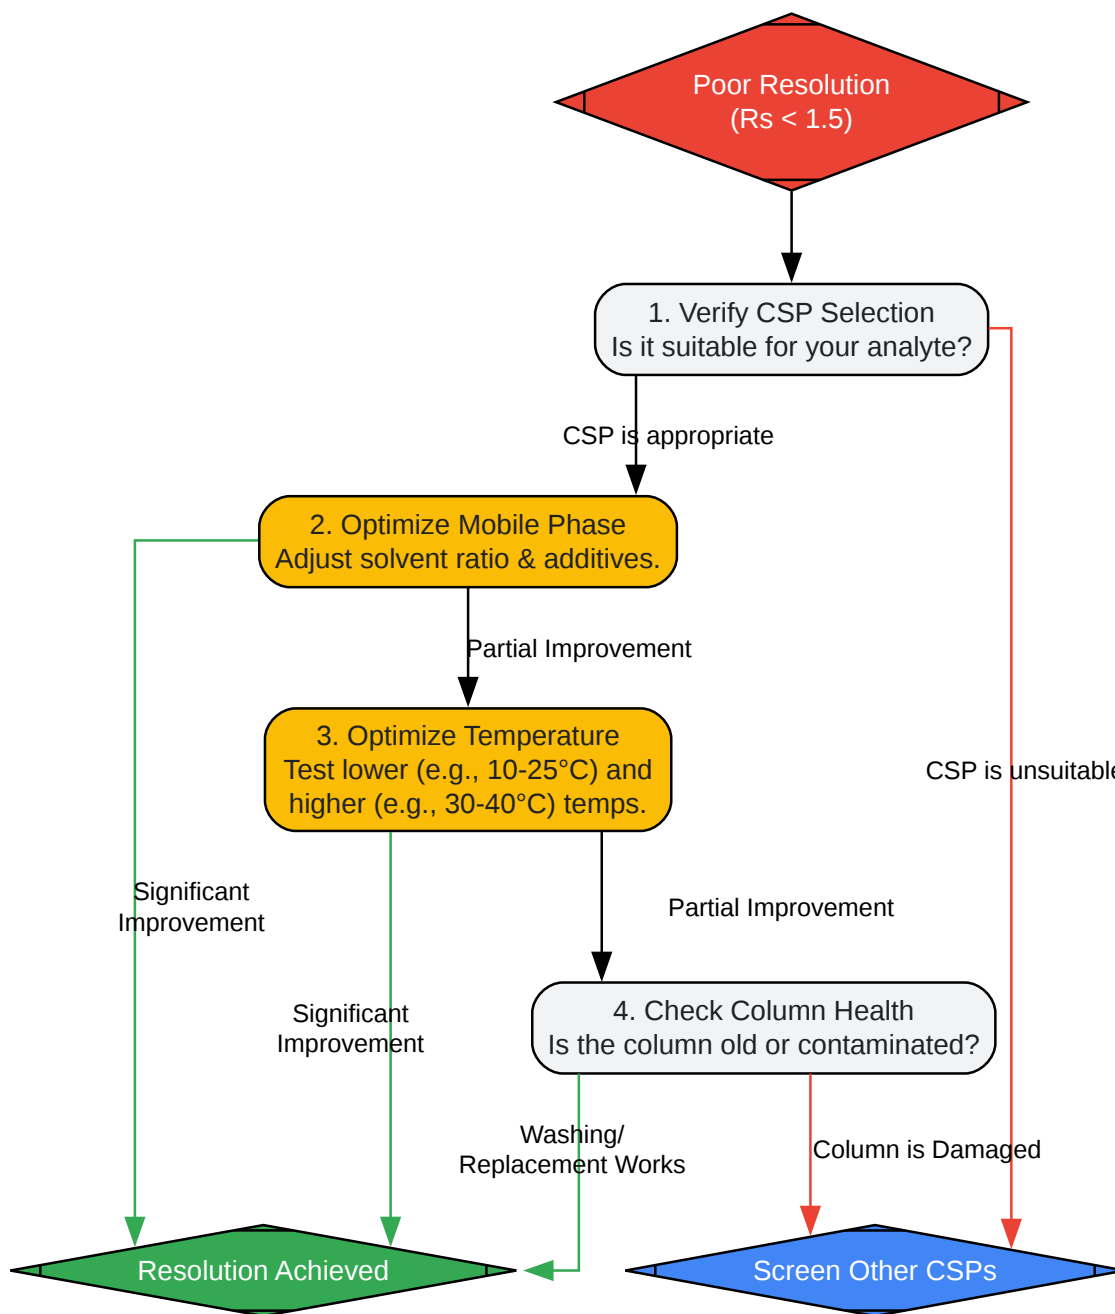 Poor Resolution
(Rs < 1.5)
1. Verify CSP Selection
Is it suitable for your analyte?
CSP is appropriate
2. Optimize Mobile Phase
Adjust solvent ratio & additives.
Partial Improvement
3. Optimize Temperature
Test lower (e.g., 10-25°C) and
higher (e.g., 30-40°C) temps.
CSP is unsuitable
Significant
Improvement
Partial Improvement
Significant
Improvement
4. Check Column Health
Is the column old or contaminated?
Washing/
Replacement Works
Column is Damaged
Resolution Achieved
Screen Other CSPs